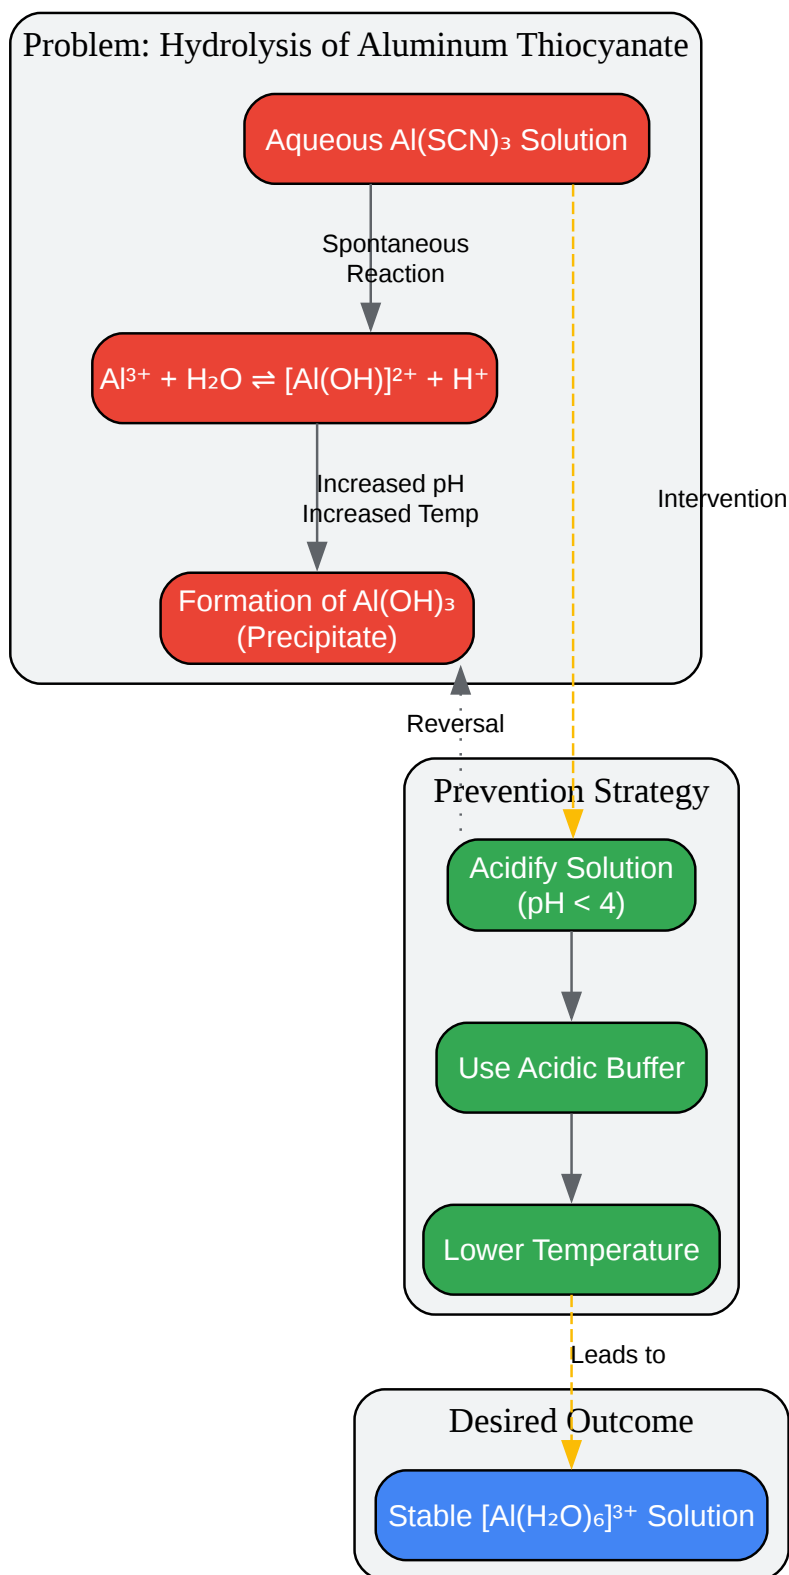 Problem: Hydrolysis of Aluminum Thiocyanate
Aqueous Al(SCN)₃ Solution
Spontaneous
Reaction
Al³⁺ + H₂O ⇌ [Al(OH)]²⁺ + H⁺
Increased pH
Increased Temp
Intervention
Formation of Al(OH)₃
(Precipitate)
Reversal
Prevention Strategy
Acidify Solution
(pH < 4)
Use Acidic Buffer
Lower Temperature
Leads to
Desired Outcome
Stable [Al(H₂O)₆]³⁺ Solution